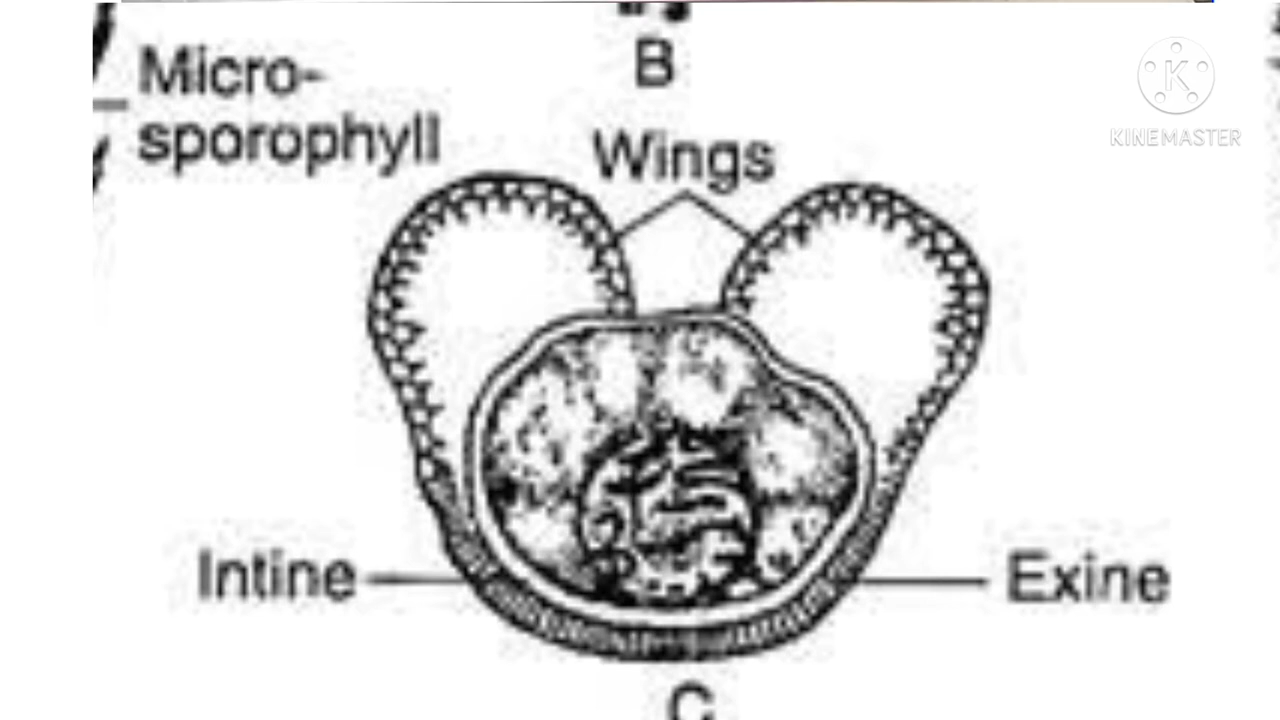 B
Micro-
sporophyll
Wings
K
KINEMASTER
Intine
Exine
C